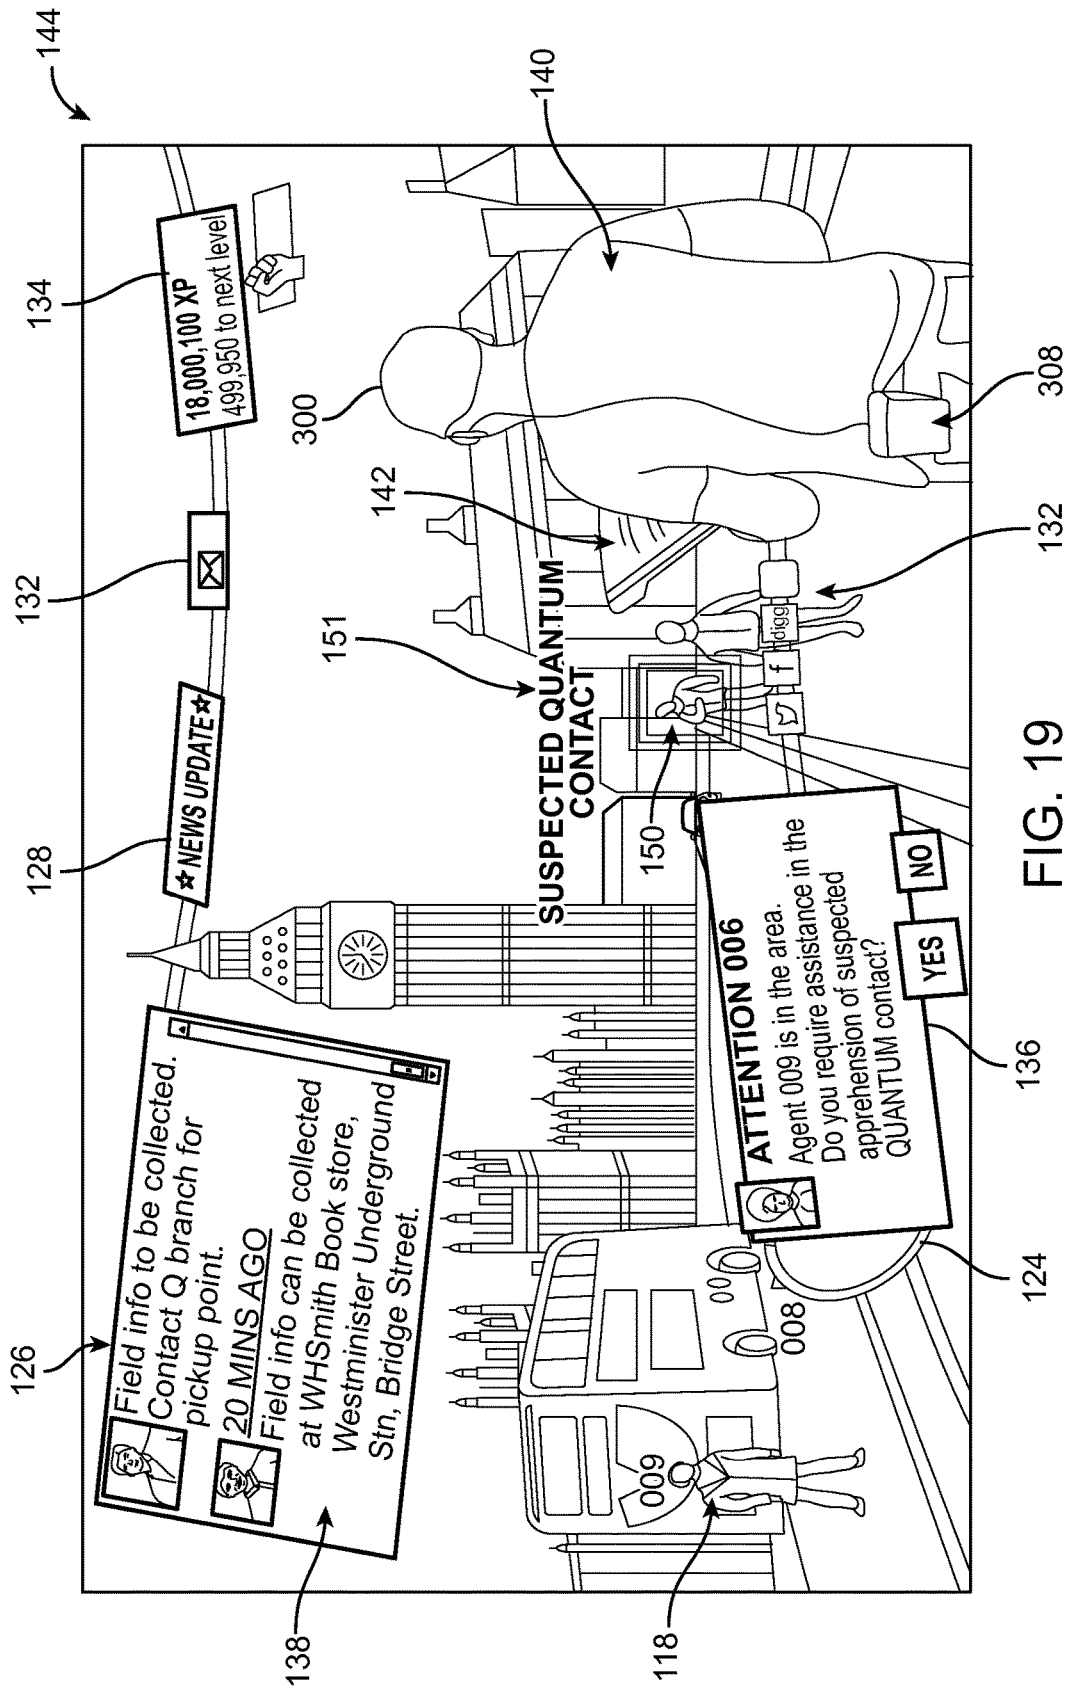 144
126
128
132
134
Field info to be collected.
Contact Q branch for
pickup point.
20 MINS AGO
Field info can be collected
at WHSmith Book store,
Westminister Underground
Stn, Bridge Street.
☆NEWS UPDATE☆
18,000,100 XP
499,950 to next level
138
151
142
300
140
SUSPECTED QUANTUM
CONTACT
150
009
008
118
ATTENTION 006
Agent 009 is in the area.
Do you require assistance in the
apprehension of suspected
QUANTUM contact?
YES
NO
f
digg
124
136
132
308
FIG. 19